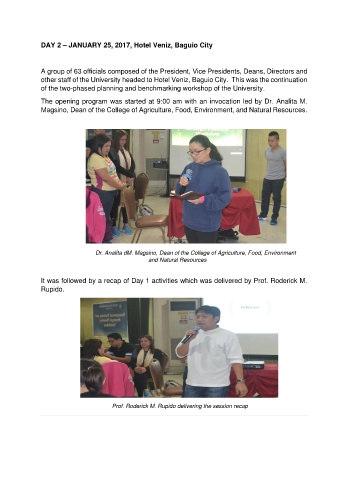 DAY 2 – JANUARY 25, 2017, Hotel Veniz, Baguio City
A group of 63 officials composed of the President, Vice Presidents, Deans, Directors and
other staff of the University headed to Hotel Veniz, Baguio City. This was the continuation
of the two-phased planning and benchmarking workshop of the University.
The opening program was started at 9:00 am with an invocation led by Dr. Analita M.
Magsino, Dean of the College of Agriculture, Food, Environment, and Natural Resources.
Dr. Analita dM. Magsino, Dean of the College of Agriculture, Food, Environment
and Natural Resources
It was followed by a recap of Day 1 activities which was delivered by Prof. Roderick M.
Rupido.
Prof. Roderick M. Rupido delivering the session recap